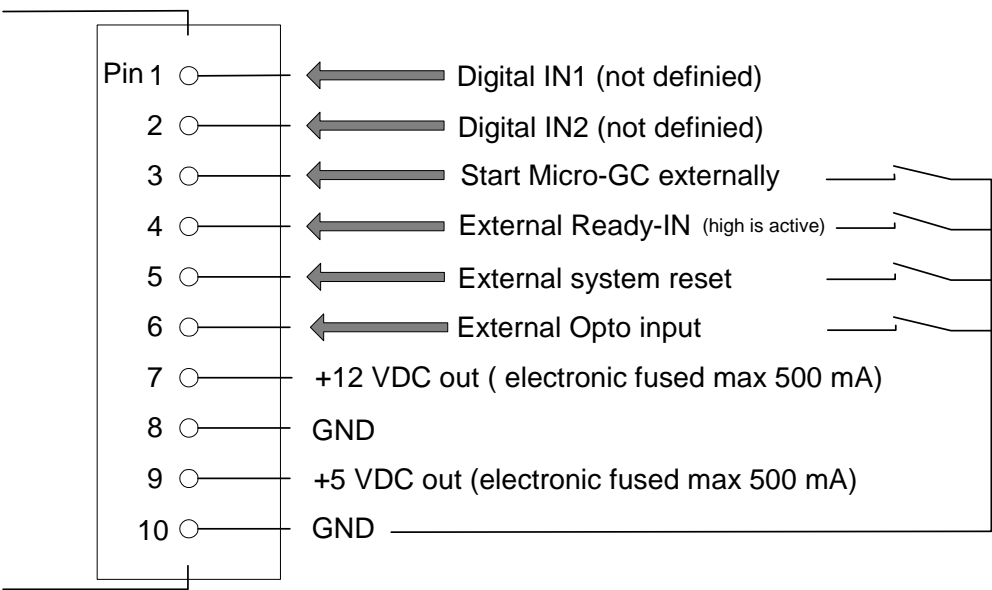 Pin 1 Digital IN1 (not definied)
2 Digital IN2 (not definied)
3 Start Micro-GC externally
4 External Ready-IN (high is active)
5 External system reset
6 External Opto input
7 +12 VDC out ( electronic fused max 500 mA)
8 GND
9 +5 VDC out (electronic fused max 500 mA)
10 GND